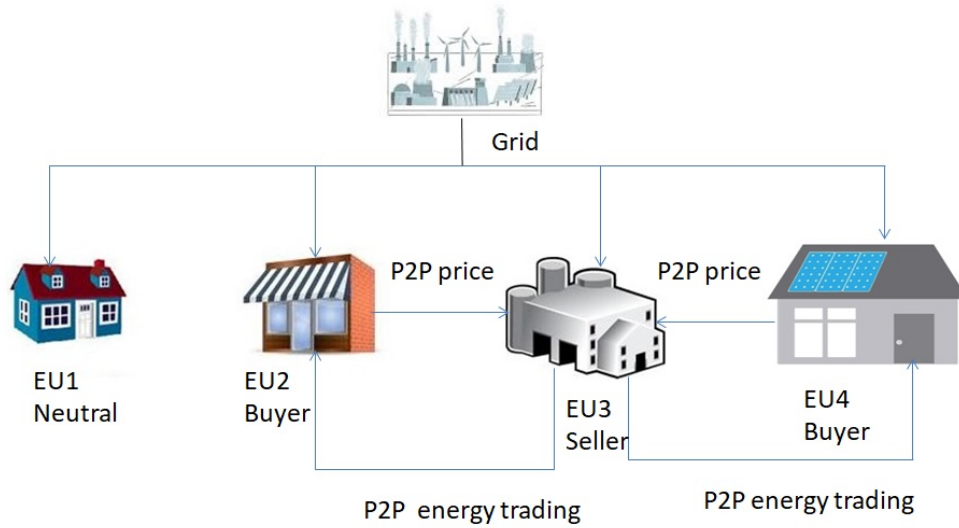 Grid
P2P price
P2P price
EU1
Neutral
EU2
Buyer
EU3
Seller
EU4
Buyer
P2P energy trading
P2P energy trading